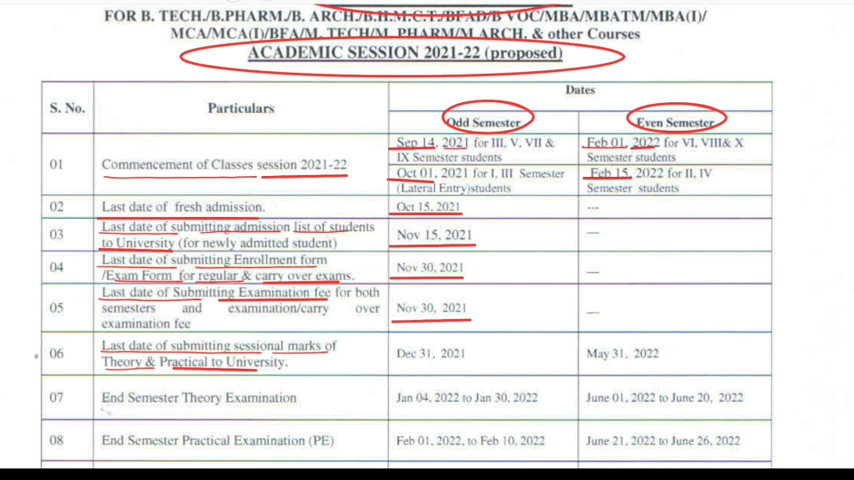 FOR B. TECH./B.PHARM./B. ARCH./B.H.M.C.T./BFAD/B VOC/MBA/MBATM/MBA(I)/
MCA/MCA(I)/BFA/M. TECH/M. PHARM/M ARCH. & other Courses
ACADEMIC SESSION 2021-22 (proposed)
S. No.
Particulars
Dates
Odd Semester
Even Semester
01
Commencement of Classes session 2021-22
Sep 14, 2021 for III, V, VII &
IX Semester students
Feb 01, 2022 for VI, VIII& X
Semester students
Oct 01, 2021 for I, III Semester
(Lateral Entry)students
Feb 15, 2022 for II, IV
Semester students
02
Last date of fresh admission.
Oct 15, 2021
---
03
Last date of submitting admission list of students
to University (for newly admitted student)
Nov 15, 2021
—
04
Last date of submitting Enrollment form
/Exam Form for regular & carry over exams.
Nov 30, 2021
—
05
Last date of Submitting Examination fee for both
semesters and examination/carry over
examination fee
Nov 30, 2021
—
06
Last date of submitting sessional marks of
Theory & Practical to University.
Dec 31, 2021
May 31, 2022
07
End Semester Theory Examination
Jan 04, 2022 to Jan 30, 2022
June 01, 2022 to June 20, 2022
08
End Semester Practical Examination (PE)
Feb 01, 2022, to Feb 10, 2022
June 21, 2022 to June 26, 2022